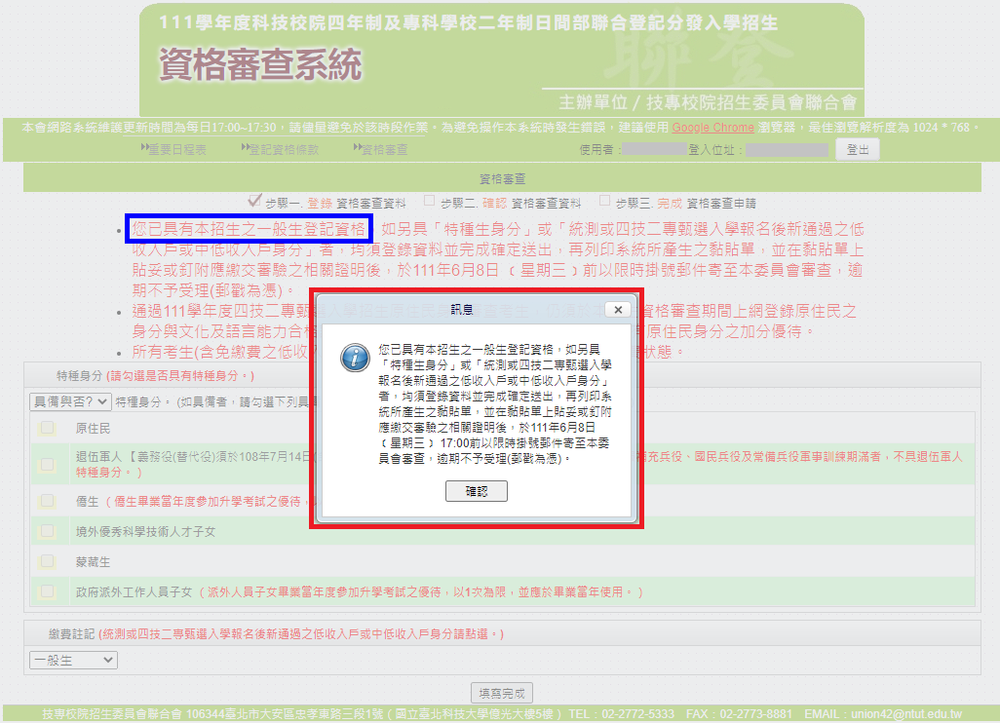 111學年度科技校院四年制及專科學校二年制日間部聯合登記分發入學招生
聯登
資格審查系統
主辦單位 / 技專校院招生委員會聯合會
本會網路系統維護更新時間為每日17:00~17:30，請儘量避免於該時段作業。為避免操作本系統時發生錯誤，建議使用 Google Chrome 瀏覽器，最佳瀏覽解析度為 1024 * 768。
重要日程表 登記資格條款 資格審查 使用者： 登入位址： 登出
資格審查
步驟一. 登錄 資格審查資料 步驟二. 確認 資格審查資料 步驟三. 完成 資格審查申請
您已具有本招生之一般生登記資格，如另具「特種生身分」或「統測或四技二專甄選入學報名後新通過之低
收入戶或中低收入戶身分」者，均須登錄資料並完成確定送出，再列印系統所產生之黏貼單，並在黏貼單上
貼妥或釘附應繳交審驗之相關證明後，於111年6月8日（星期三）前以限時掛號郵件寄至本委員會審查，逾
期不予受理(郵戳為憑)。
通過111學年度四技二專甄 資格審查期間上網登錄原住民之
身分與文化及語言能力合格 原住民身分之加分優待。
所有考生(含免繳費之低收入 狀態。
訊息
您已具有本招生之一般生登記資格，如另具
「特種生身分」或「統測或四技二專甄選入學
報名後新通過之低收入戶或中低收入戶身分」
者，均須登錄資料並完成確定送出，再列印系
統所產生之黏貼單，並在黏貼單上貼妥或釘附
應繳交審驗之相關證明後，於111年6月8日
（星期三）17:00前以限時掛號郵件寄至本委
員會審查，逾期不予受理(郵戳為憑)。
確認
特種身分 (請勾選是否具有特種身分。)
具備與否? 特種身分。 (如具備者，請勾選下列具
原住民
退伍軍人 【義務役(替代役)須於108年7月14日 補充兵役、國民兵役及常備兵役軍事訓練期滿者，不具退伍軍人
特種身分。）
僑生（僑生畢業當年度參加升學考試之優待，
境外優秀科學技術人才子女
蒙藏生
政府派外工作人員子女（派外人員子女畢業當年度參加升學考試之優待，以1次為限，並應於畢業當年使用。）
繳費註記 (統測或四技二專甄選入學報名後新通過之低收入戶或中低收入戶身分請點選。)
一般生
填寫完成
技專校院招生委員會聯合會 106344臺北市大安區忠孝東路三段1號（國立臺北科技大學億光大樓5樓） TEL：02-2772-5333 FAX：02-2773-8881 EMAIL：union42@ntut.edu.tw